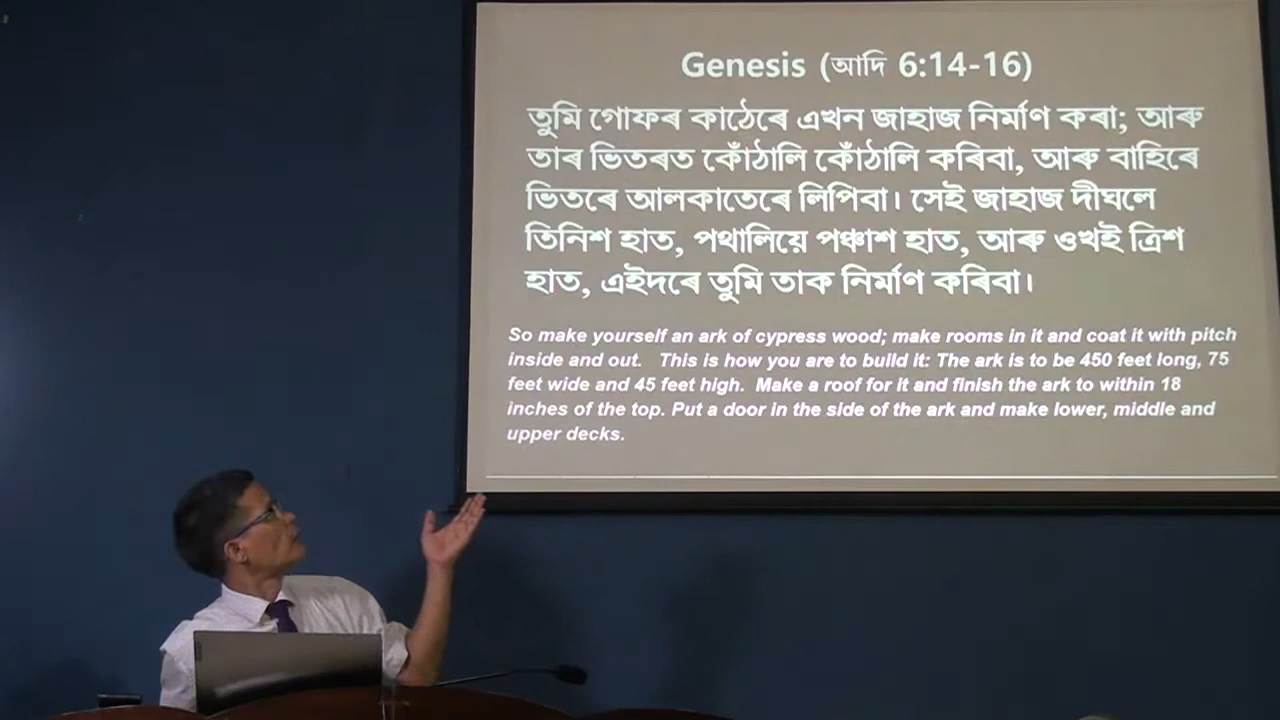 Genesis (আদি 6:14-16)
তুমি গোফৰ কাঠেৰে এখন জাহাজ নিৰ্মাণ কৰা; আৰু
তাৰ ভিতৰত কোঁঠালি কোঁঠালি কৰিবা, আৰু বাহিৰে
ভিতৰে আলকাতেৰে লিপিবা। সেই জাহাজ দীঘলে
তিনিশ হাত, পথালিয়ে পঞ্চাশ হাত, আৰু ওখই ত্ৰিশ
হাত, এইদৰে তুমি তাক নিৰ্মাণ কৰিবা।
So make yourself an ark of cypress wood; make rooms in it and coat it with pitch
inside and out. This is how you are to build it: The ark is to be 450 feet long, 75
feet wide and 45 feet high. Make a roof for it and finish the ark to within 18
inches of the top. Put a door in the side of the ark and make lower, middle and
upper decks.